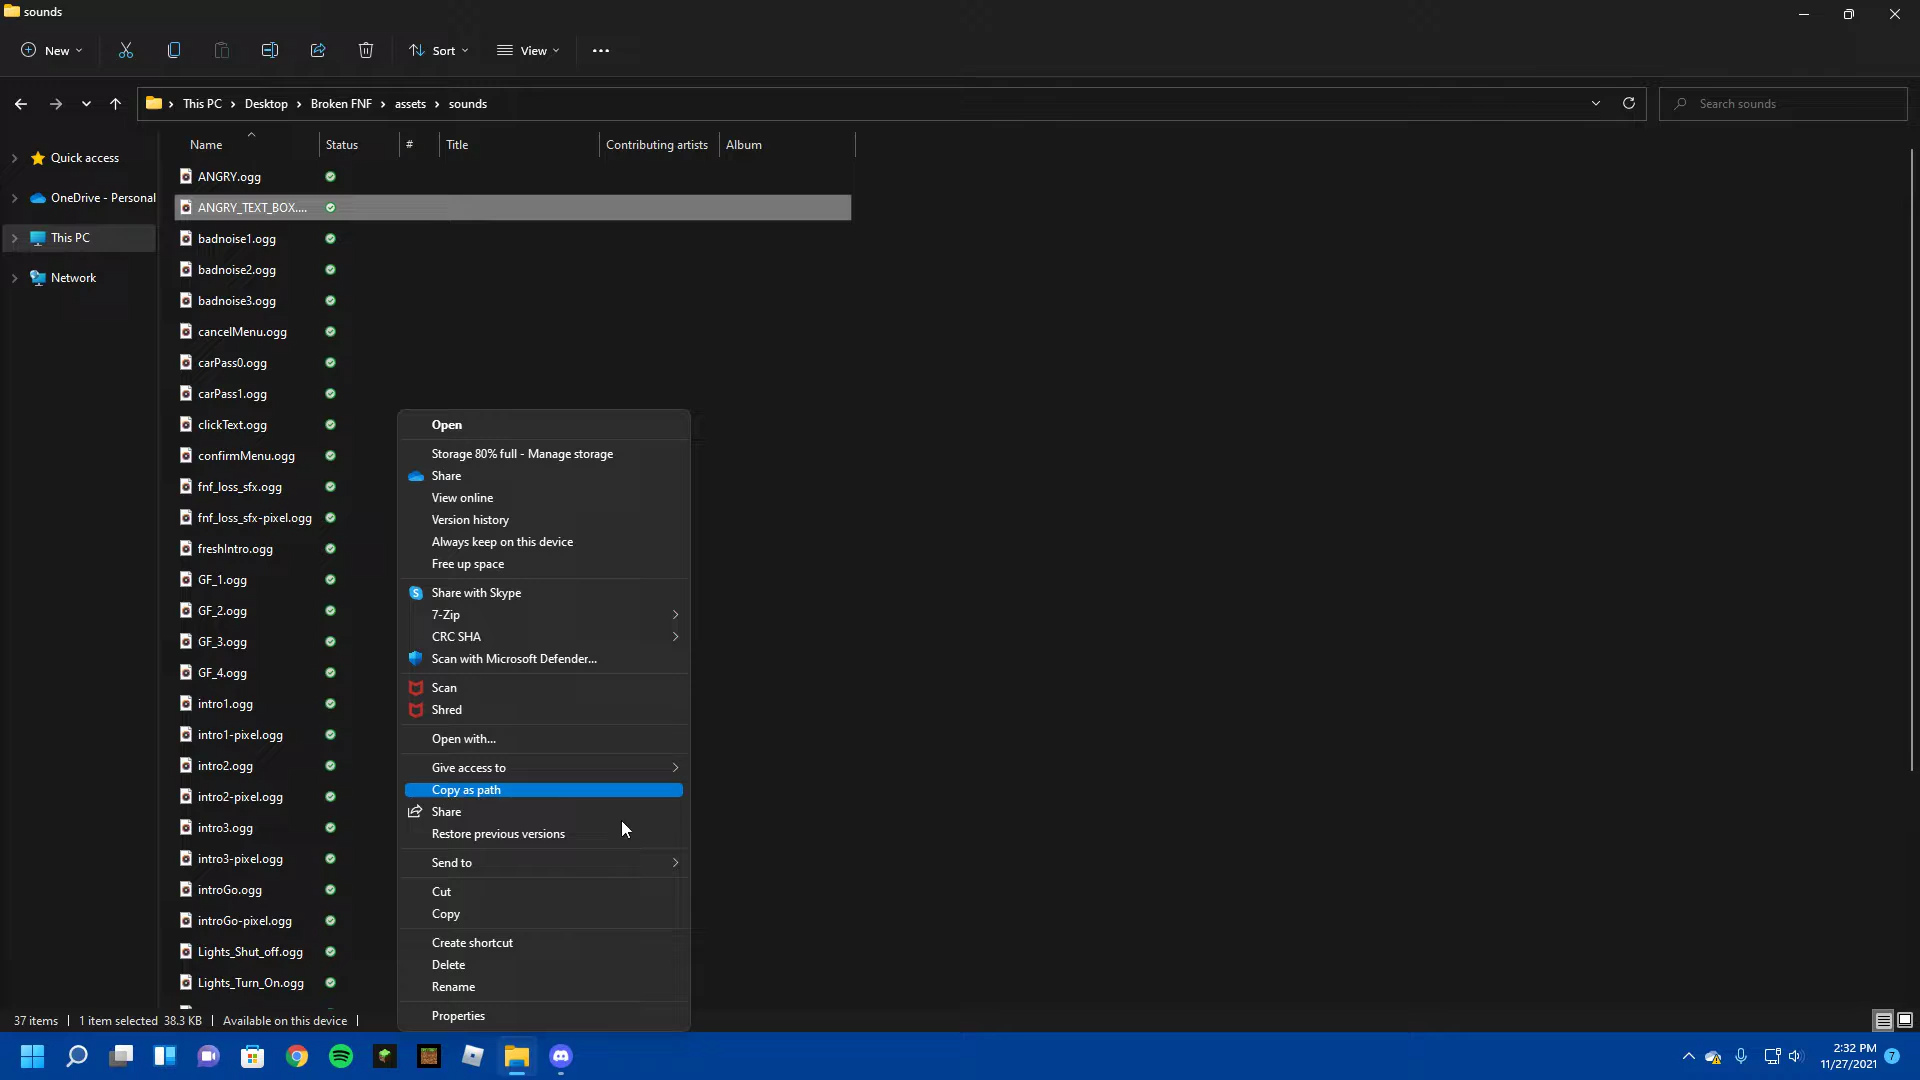 sounds
New
Sort
View
This PC > Desktop > Broken FNF > assets > sounds
Search sounds
Name Status # Title Contributing artists Album
Quick access
OneDrive - Personal
This PC
Network
ANGRY.ogg
ANGRY_TEXT_BOX....
badnoise1.ogg
badnoise2.ogg
badnoise3.ogg
cancelMenu.ogg
carPass0.ogg
carPass1.ogg
clickText.ogg
confirmMenu.ogg
fnf_loss_sfx.ogg
fnf_loss_sfx-pixel.ogg
freshIntro.ogg
GF_1.ogg
GF_2.ogg
GF_3.ogg
GF_4.ogg
intro1.ogg
intro1-pixel.ogg
intro2.ogg
intro2-pixel.ogg
intro3.ogg
intro3-pixel.ogg
introGo.ogg
introGo-pixel.ogg
Lights_Shut_off.ogg
Lights_Turn_On.ogg
Open
Storage 80% full - Manage storage
Share
View online
Version history
Always keep on this device
Free up space
Share with Skype
7-Zip
CRC SHA
Scan with Microsoft Defender...
Scan
Shred
Open with...
Give access to
Copy as path
Share
Restore previous versions
Send to
Cut
Copy
Create shortcut
Delete
Rename
Properties
37 items | 1 item selected 38.3 KB | Available on this device |
2:32 PM
11/27/2021
7